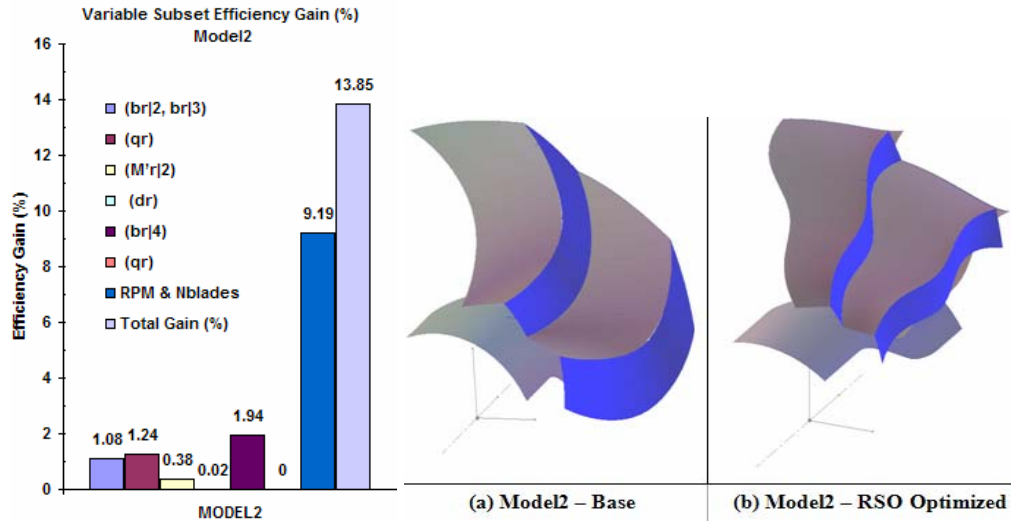 Variable Subset Efficiency Gain (%)
Model2
16
14
12
10
8
6
4
2
0
Efficiency Gain (%)
(br|2, br|3)
(qr)
(M'r|2)
(dr)
(br|4)
(qr)
RPM & Nblades
Total Gain (%)
1.08
1.24
0.38
0.02
1.94
0
9.19
13.85
MODEL2
(a) Model2 – Base
(b) Model2 – RSO Optimized